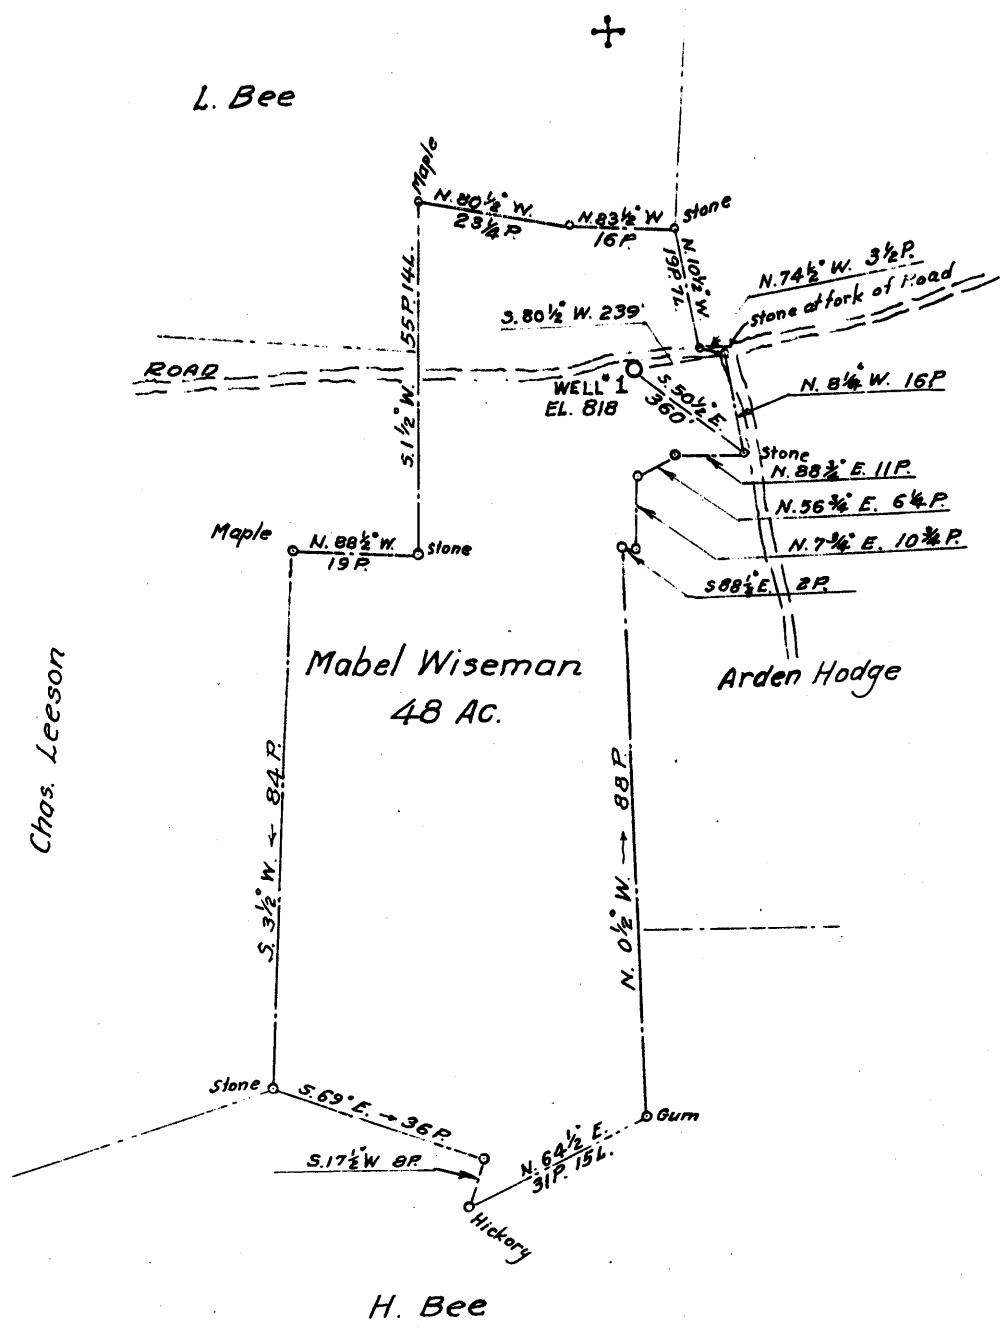 L. Bee
Maple
N. 80½° W.
23¼ P.
N. 83½° W
16 P.
Stone
N. 10½° W.
19 P. 7 L.
N. 74½° W. 3½ P.
Stone at fork of Road
S. 80½° W. 239'
S. 1½° W. 55 P. 14 L.
ROAD
WELL #1
EL. 818
S. 50½° E.
360'
N. 8¼° W. 16 P
Stone
N. 88¾° E. 11 P.
N. 56¾° E. 6¼ P.
N. 7¾° E. 10¾ P.
S 88½° E. 2 P.
Maple
N. 88½° W.
19 P.
Stone
Mabel Wiseman
48 Ac.
Arden Hodge
Chas. Leeson
S. 3½° W. ← 84 P.
N. 0½° W. → 88 P.
Stone
S. 69° E. → 36 P.
S. 17½° W 8 P.
N. 64½° E.
31 P. 15 L.
Gum
Hickory
H. Bee